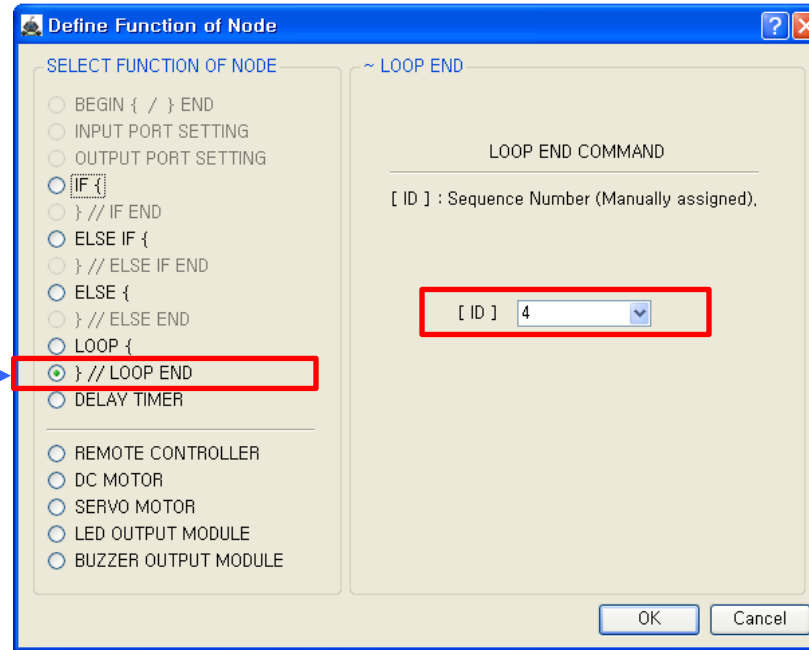 Define Function of Node
SELECT FUNCTION OF NODE
BEGIN { / } END
INPUT PORT SETTING
OUTPUT PORT SETTING
IF {
} // IF END
ELSE IF {
} // ELSE IF END
ELSE {
} // ELSE END
LOOP {
} // LOOP END
DELAY TIMER
REMOTE CONTROLLER
DC MOTOR
SERVO MOTOR
LED OUTPUT MODULE
BUZZER OUTPUT MODULE
~ LOOP END
LOOP END COMMAND
[ ID ] : Sequence Number (Manually assigned),
[ ID ] 4
OK Cancel